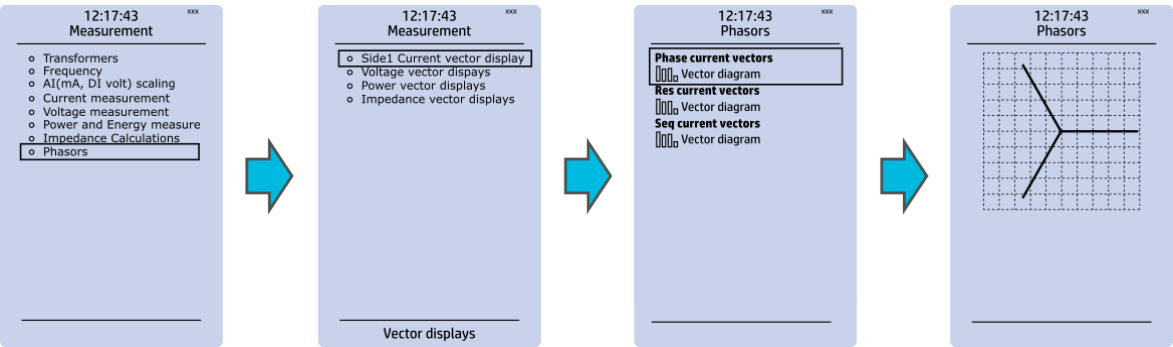 12:17:43 xxx
Measurement
Transformers
Frequency
AI(mA, DI volt) scaling
Current measurement
Voltage measurement
Power and Energy measure
Impedance Calculations
Phasors
12:17:43 xxx
Measurement
Side1 Current vector display
Voltage vector dispays
Power vector displays
Impedance vector displays
Vector displays
12:17:43 xxx
Phasors
Phase current vectors
Vector diagram
Res current vectors
Vector diagram
Seq current vectors
Vector diagram
12:17:43 xxx
Phasors